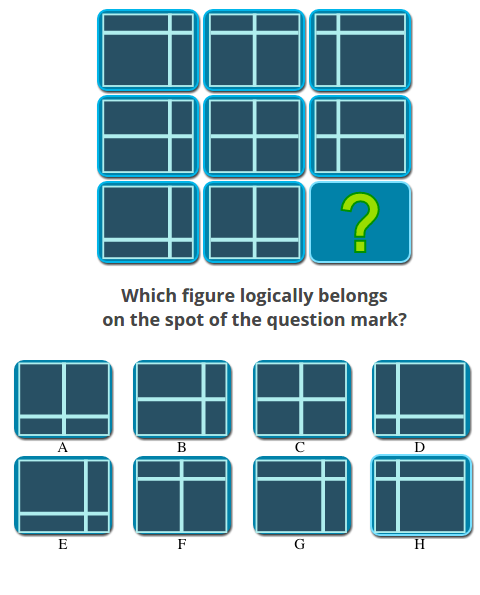 ?
Which figure logically belongs
on the spot of the question mark?
A
B
C
D
E
F
G
H